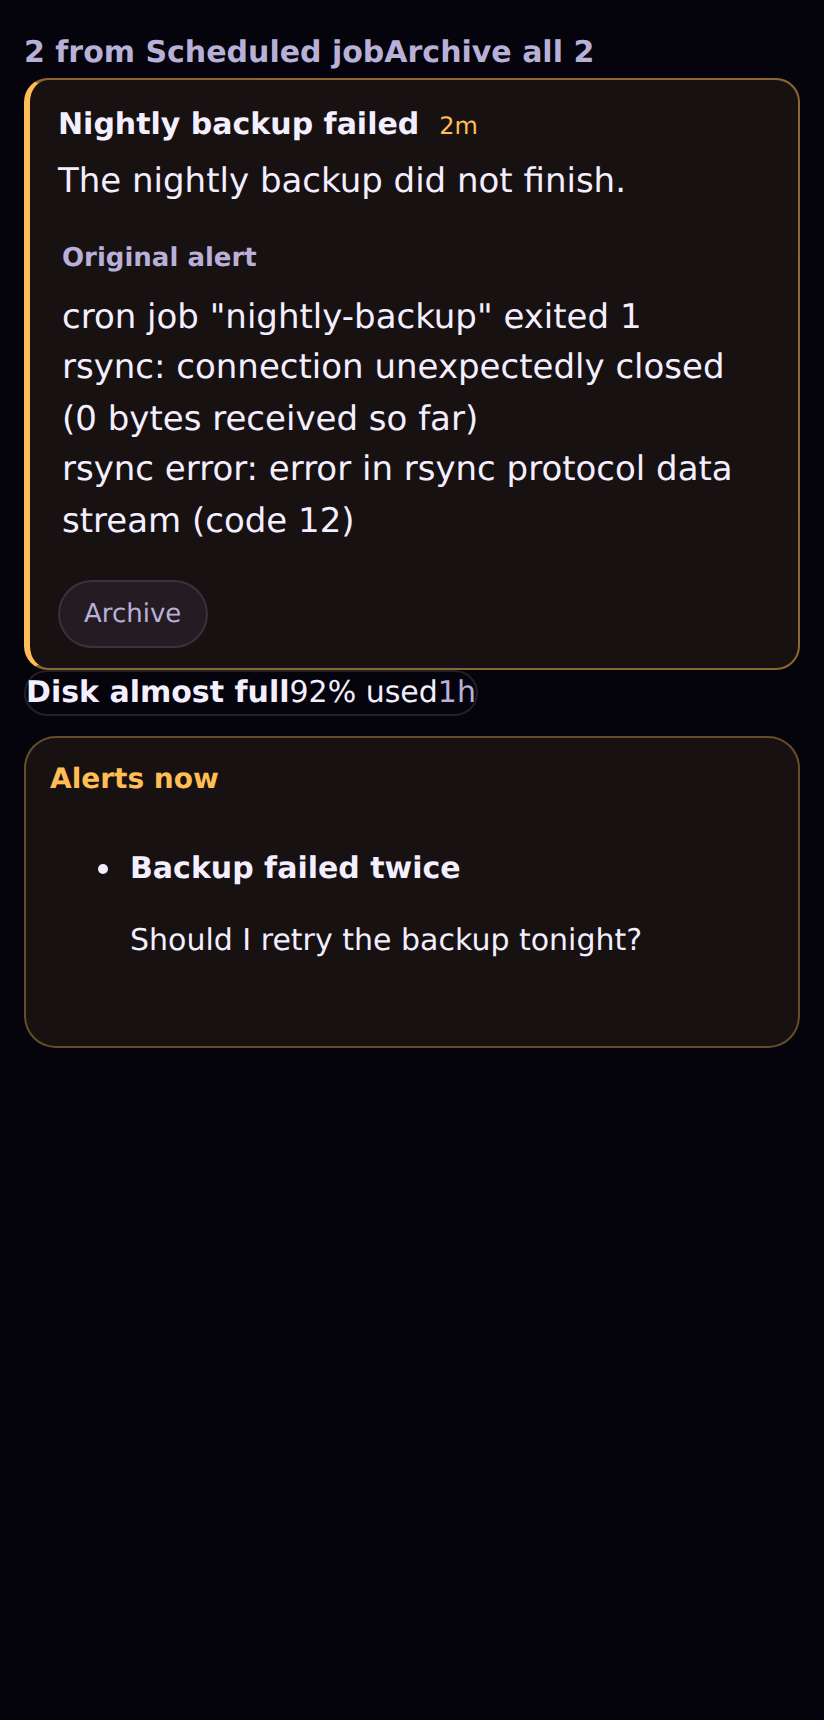 2 from Scheduled jobArchive all 2
Nightly backup failed 2m
The nightly backup did not finish.
Original alert
cron job "nightly-backup" exited 1
rsync: connection unexpectedly closed
(0 bytes received so far)
rsync error: error in rsync protocol data
stream (code 12)
Archive
Disk almost full92% used1h
Alerts now
• Backup failed twice
Should I retry the backup tonight?